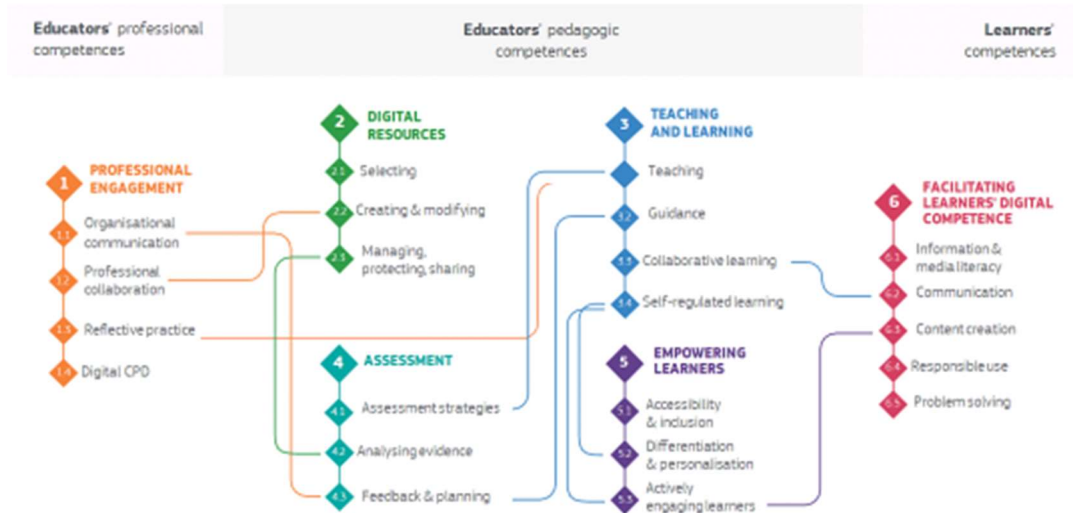 Educators' professional
competences
Educators' pedagogic
competences
Learners'
competences
1
PROFESSIONAL
ENGAGEMENT
1.1
Organisational
communication
1.2
Professional
collaboration
1.3
Reflective practice
1.4
Digital CPD
2
DIGITAL
RESOURCES
2.1
Selecting
2.2
Creating & modifying
2.3
Managing,
protecting, sharing
3
TEACHING
AND LEARNING
Teaching
3.2
Guidance
3.3
Collaborative learning
3.4
Self-regulated learning
4
ASSESSMENT
4.1
Assessment strategies
4.2
Analysing evidence
4.3
Feedback & planning
5
EMPOWERING
LEARNERS
5.1
Accessibility
& inclusion
5.2
Differentiation
& personalisation
5.3
Actively
engaging learners
6
FACILITATING
LEARNERS' DIGITAL
COMPETENCE
6.1
Information &
media literacy
6.2
Communication
6.3
Content creation
6.4
Responsible use
6.5
Problem solving